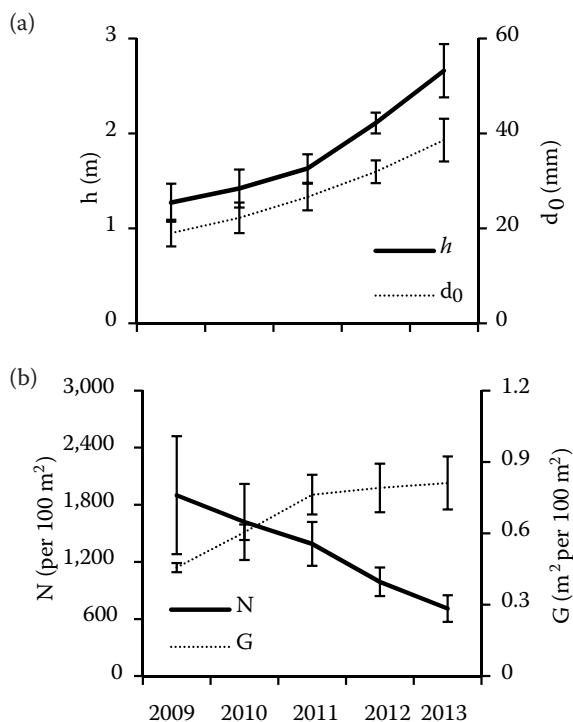 (a)
3
2
1
0
h (m)
60
40
20
0
d0 (mm)
h
d0
(b)
3,000
2,400
1,800
1,200
600
0
N (per 100 m²)
1.2
0.9
0.6
0.3
0
G (m² per 100 m²)
N
G
2009 2010 2011 2012 2013